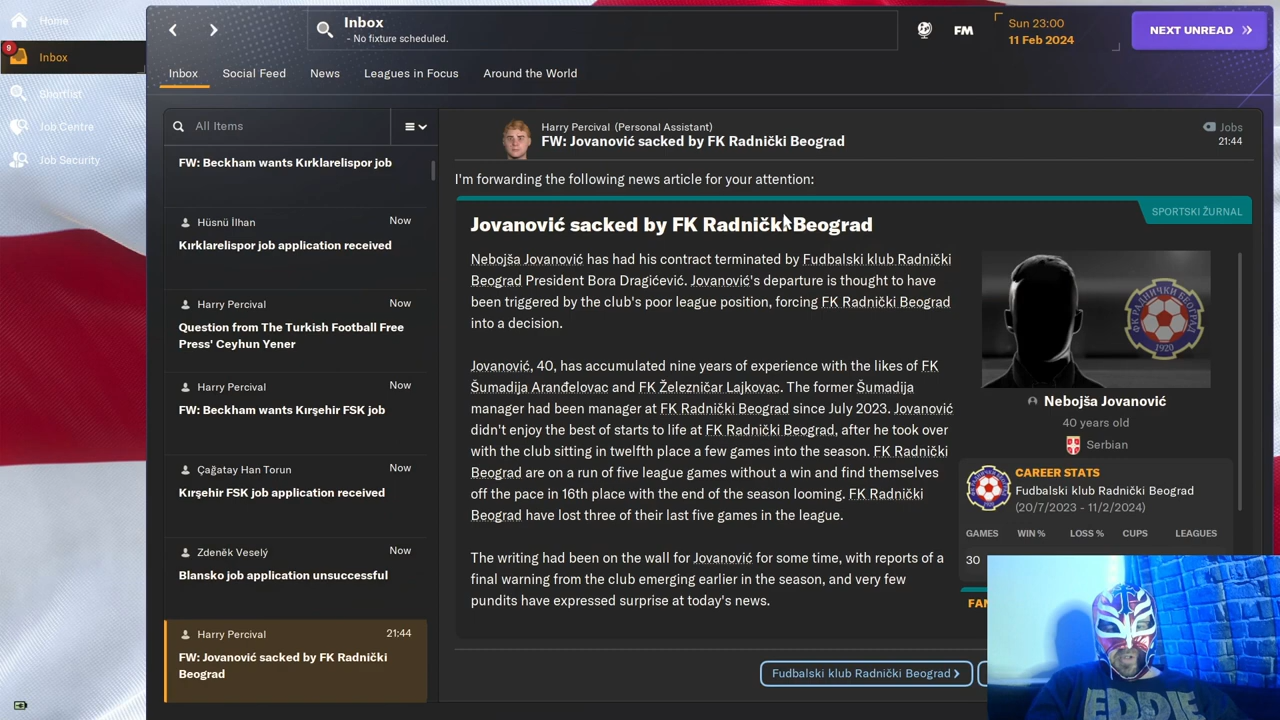 Home
9
Inbox
Shortlist
Job Centre
Job Security
Inbox
- No fixture scheduled.
FM
Sun 23:00
11 Feb 2024
NEXT UNREAD
Inbox
Social Feed
News
Leagues in Focus
Around the World
All Items
FW: Beckham wants Kırklarelispor job
Hüsnü İlhan
Now
Kırklarelispor job application received
Harry Percival
Now
Question from The Turkish Football Free
Press' Ceyhun Yener
Harry Percival
Now
FW: Beckham wants Kırşehir FSK job
Çağatay Han Torun
Now
Kırşehir FSK job application received
Zdeněk Veselý
Now
Blansko job application unsuccessful
Harry Percival
21:44
FW: Jovanović sacked by FK Radnički
Beograd
Harry Percival (Personal Assistant)
FW: Jovanović sacked by FK Radnički Beograd
Jobs
21:44
I'm forwarding the following news article for your attention:
Jovanović sacked by FK Radnički Beograd
SPORTSKI ŽURNAL
Nebojša Jovanović has had his contract terminated by Fudbalski klub Radnički
Beograd President Bora Dragićević. Jovanović's departure is thought to have
been triggered by the club's poor league position, forcing FK Radnički Beograd
into a decision.
Jovanović, 40, has accumulated nine years of experience with the likes of FK
Šumadija Aranđelovac and FK Železničar Lajkovac. The former Šumadija
manager had been manager at FK Radnički Beograd since July 2023. Jovanović
didn't enjoy the best of starts to life at FK Radnički Beograd, after he took over
with the club sitting in twelfth place a few games into the season. FK Radnički
Beograd are on a run of five league games without a win and find themselves
off the pace in 16th place with the end of the season looming. FK Radnički
Beograd have lost three of their last five games in the league.
The writing had been on the wall for Jovanović for some time, with reports of a
final warning from the club emerging earlier in the season, and very few
pundits have expressed surprise at today's news.
1920
Nebojša Jovanović
40 years old
Serbian
CAREER STATS
Fudbalski klub Radnički Beograd
(20/7/2023 - 11/2/2024)
GAMES
WIN %
LOSS %
CUPS
LEAGUES
30
FAN
Fudbalski klub Radnički Beograd
EDDIE